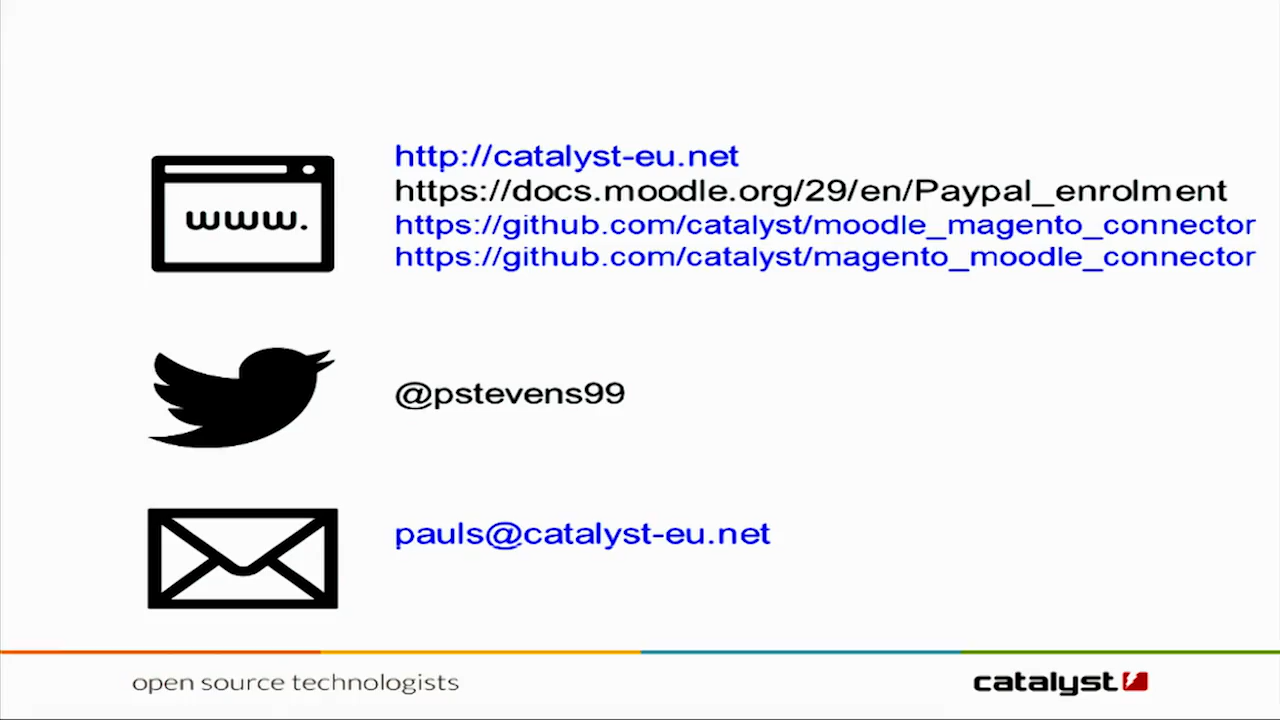 www.
http://catalyst-eu.net
https://docs.moodle.org/29/en/Paypal_enrolment
https://github.com/catalyst/moodle_magento_connector
https://github.com/catalyst/magento_moodle_connector
@pstevens99
pauls@catalyst-eu.net
open source technologists
catalyst